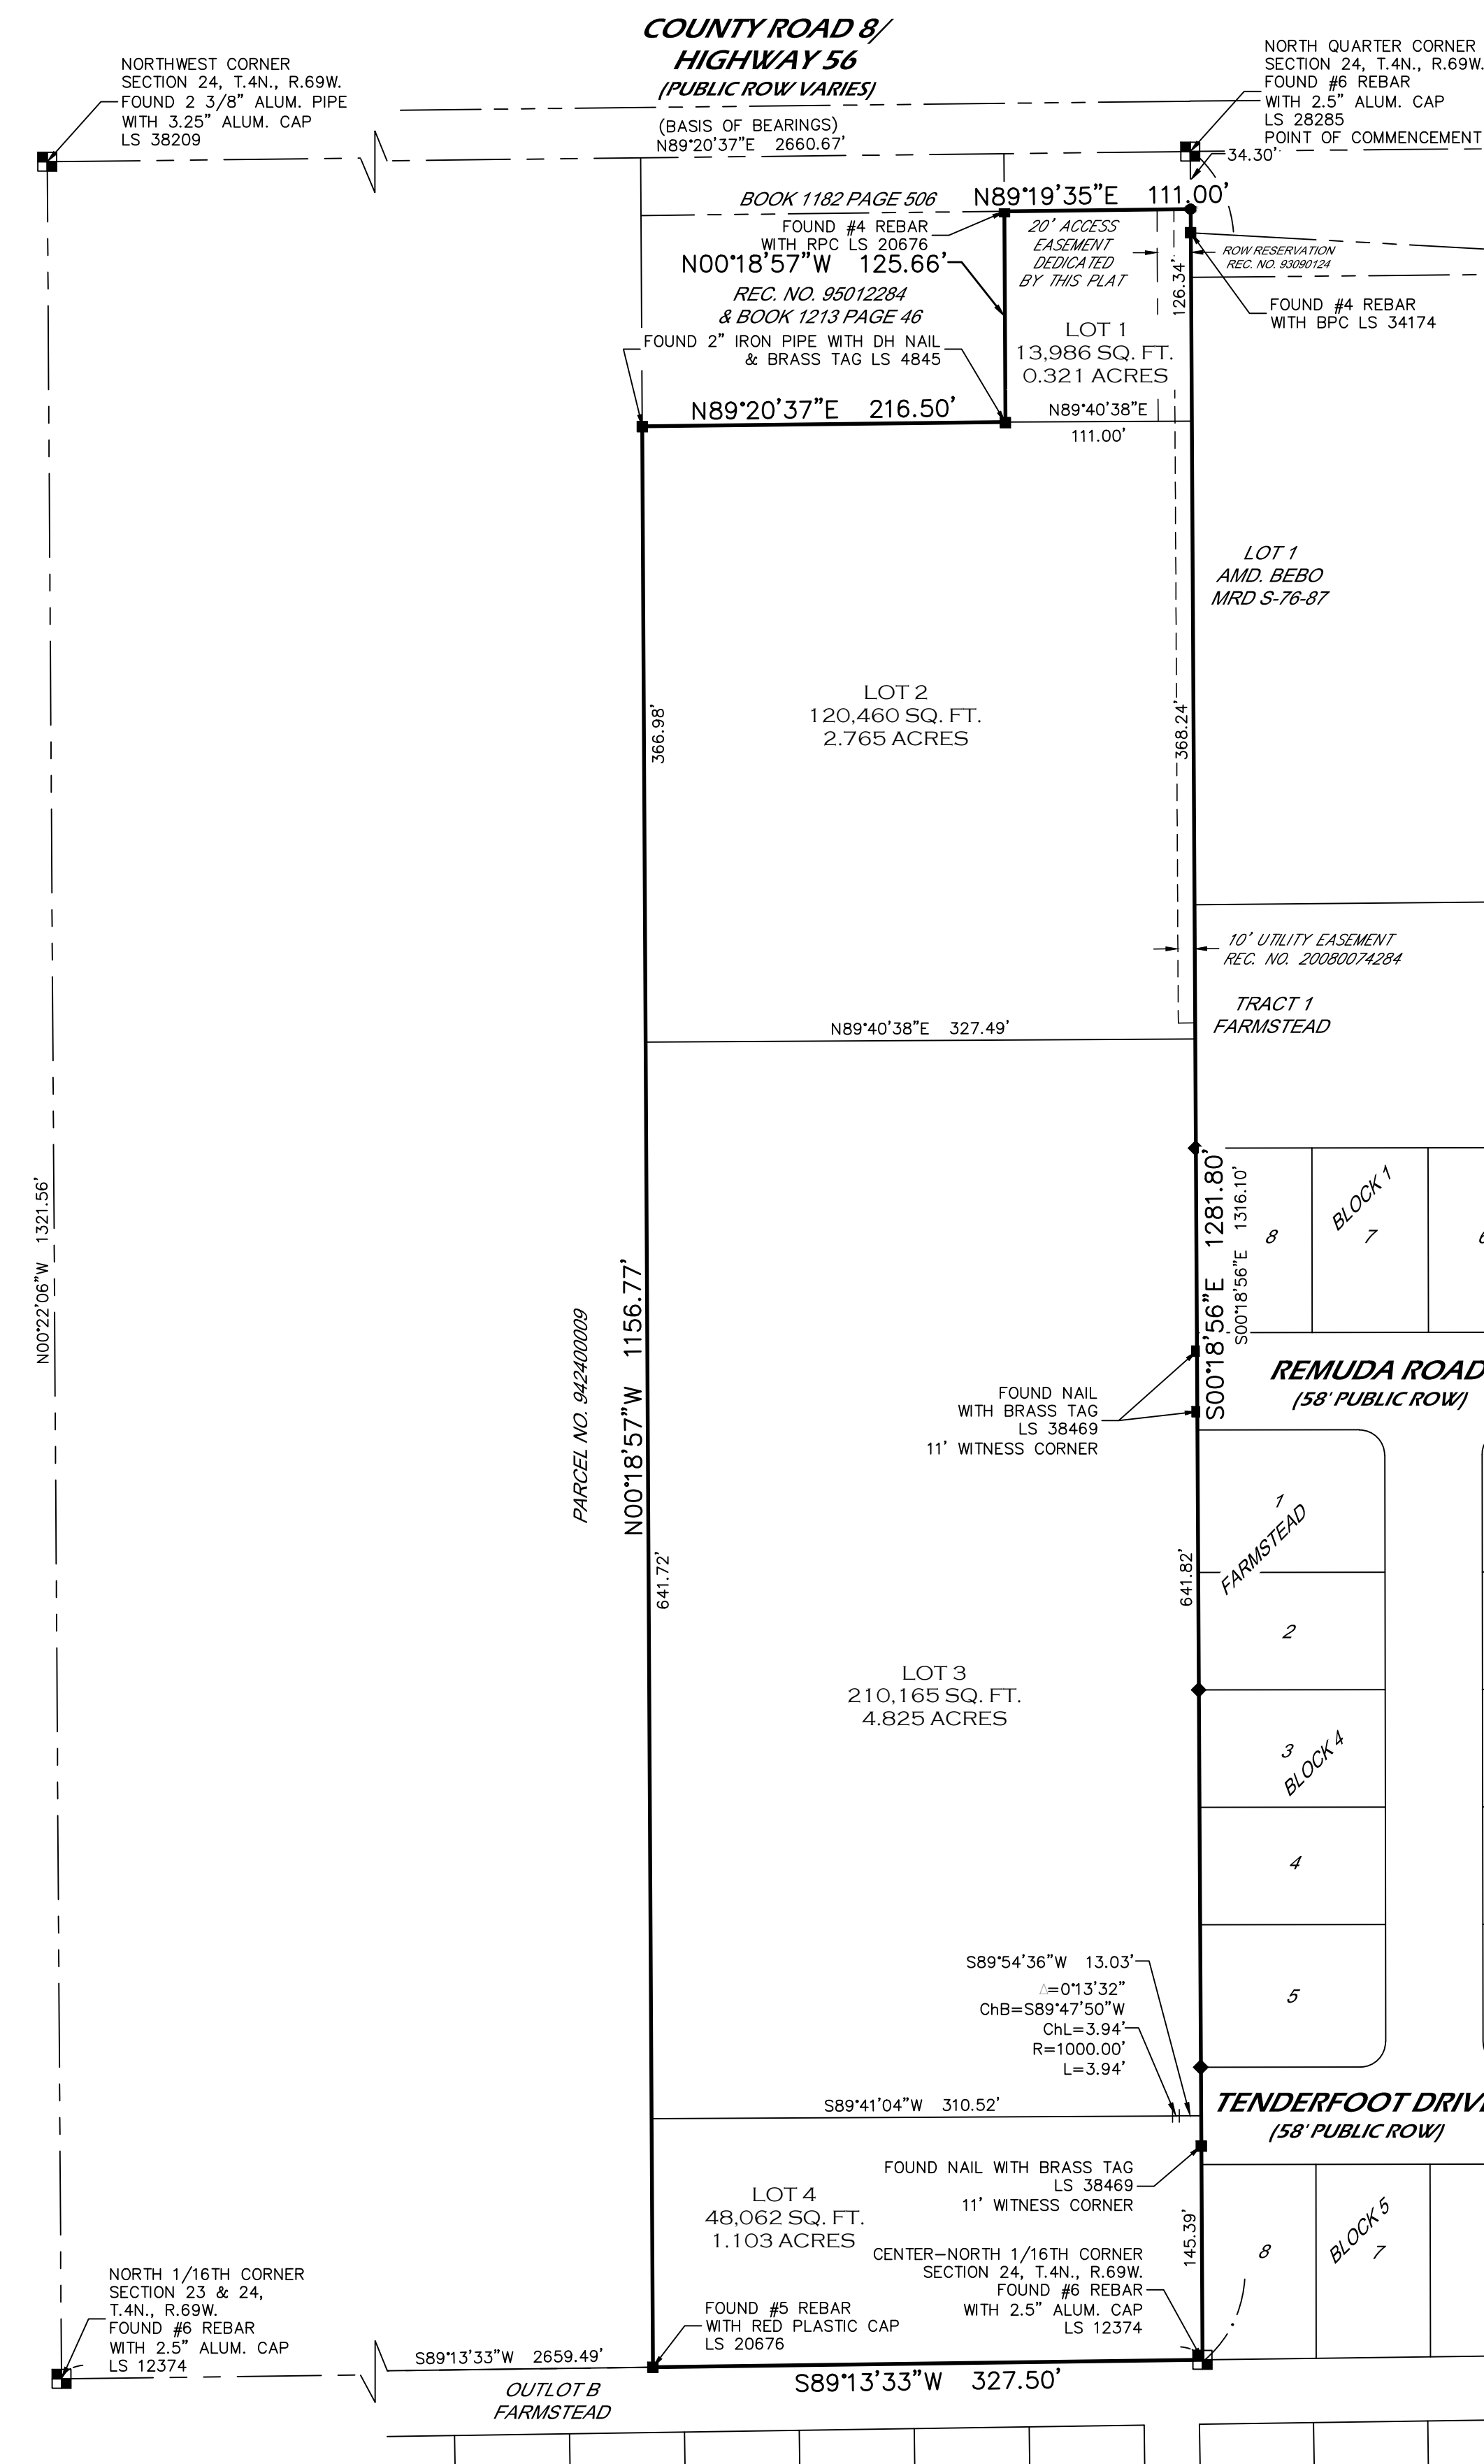 COUNTY ROAD 8/
HIGHWAY 56
(PUBLIC ROW VARIES)
NORTHWEST CORNER
SECTION 24, T.4N., R.69W.
FOUND 2 3/8" ALUM. PIPE
WITH 3.25" ALUM. CAP
LS 38209
NORTH QUARTER CORNER
SECTION 24, T.4N., R.69W.
FOUND #6 REBAR
WITH 2.5" ALUM. CAP
LS 28285
POINT OF COMMENCEMENT
(BASIS OF BEARINGS)
N89°20'37"E 2660.67'
34.30'
BOOK 1182 PAGE 506
N89°19'35"E 111.00'
FOUND #4 REBAR
WITH RPC LS 20676
N00°18'57"W 125.66'
REC. NO. 95012284
& BOOK 1213 PAGE 46
FOUND 2" IRON PIPE WITH DH NAIL
& BRASS TAG LS 4845
20' ACCESS
EASEMENT
DEDICATED
BY THIS PLAT
126.34'
ROW RESERVATION
REC. NO. 93090124
FOUND #4 REBAR
WITH BPC LS 34174
LOT 1
13,986 SQ. FT.
0.321 ACRES
N89°20'37"E 216.50'
N89°40'38"E
111.00'
LOT 1
AMD. BEBO
MRD S-76-87
LOT 2
120,460 SQ. FT.
2.765 ACRES
366.98'
368.24'
10' UTILITY EASEMENT
REC. NO. 20080074284
TRACT 1
FARMSTEAD
N89°40'38"E 327.49'
N00°22'06"W 1321.56'
PARCEL NO. 942400009
N00°18'57"W 1156.77'
S00°18'56"E 1281.80'
S00°18'56"E 1316.10'
8
BLOCK 1
7
REMUDA ROAD
(58' PUBLIC ROW)
FOUND NAIL
WITH BRASS TAG
LS 38469
11' WITNESS CORNER
1
FARMSTEAD
641.72'
641.82'
2
LOT 3
210,165 SQ. FT.
4.825 ACRES
3
BLOCK 4
4
5
S89°54'36"W 13.03'
Δ=0°13'32"
ChB=S89°47'50"W
ChL=3.94'
R=1000.00'
L=3.94'
S89°41'04"W 310.52'
TENDERFOOT DRIV
(58' PUBLIC ROW)
FOUND NAIL WITH BRASS TAG
LS 38469
11' WITNESS CORNER
LOT 4
48,062 SQ. FT.
1.103 ACRES
145.39'
8
BLOCK 5
7
CENTER-NORTH 1/16TH CORNER
SECTION 24, T.4N., R.69W.
FOUND #6 REBAR
WITH 2.5" ALUM. CAP
LS 12374
NORTH 1/16TH CORNER
SECTION 23 & 24,
T.4N., R.69W.
FOUND #6 REBAR
WITH 2.5" ALUM. CAP
LS 12374
FOUND #5 REBAR
WITH RED PLASTIC CAP
LS 20676
S89°13'33"W 2659.49'
S89°13'33"W 327.50'
OUTLOT B
FARMSTEAD